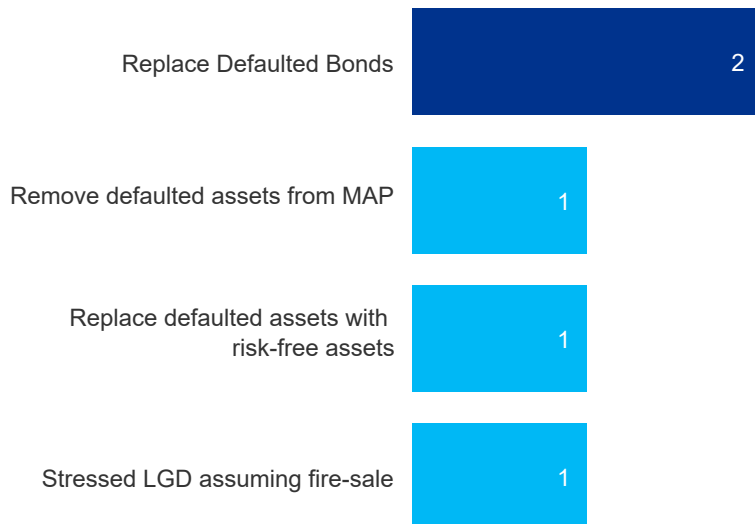 Replace Defaulted Bonds
2
Remove defaulted assets from MAP
1
Replace defaulted assets with
risk-free assets
1
Stressed LGD assuming fire-sale
1